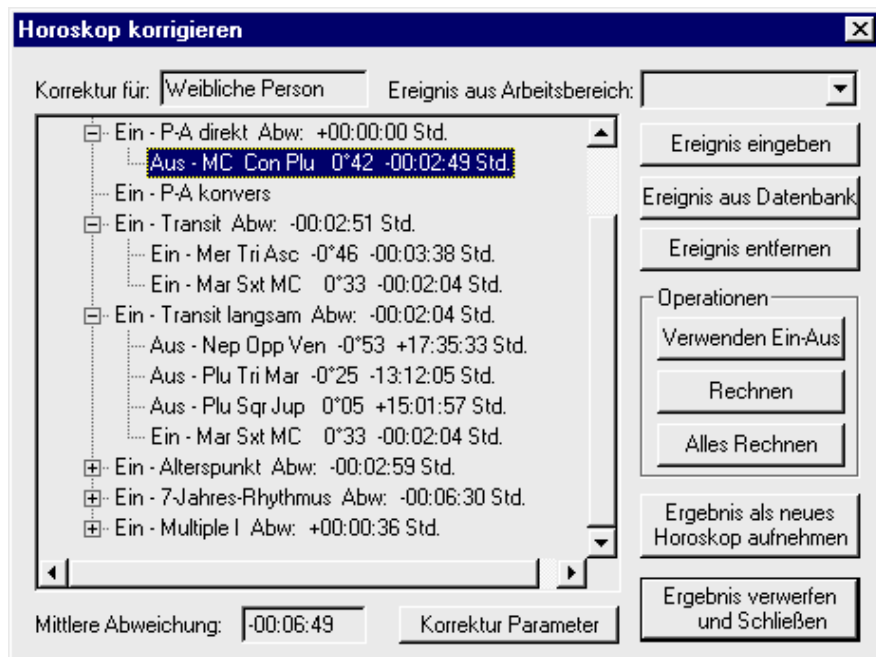 Horoskop korrigieren
Korrektur für: Weibliche Person Ereignis aus Arbeitsbereich:
Ein - P-A direkt Abw: +00:00:00 Std.
Aus - MC Con Plu 0°42 -00:02:49 Std.
Ein - P-A konvers
Ein - Transit Abw: -00:02:51 Std.
Ein - Mer Tri Asc -0°46 -00:03:38 Std.
Ein - Mar Sxt MC 0°33 -00:02:04 Std.
Ein - Transit langsam Abw: -00:02:04 Std.
Aus - Nep Opp Ven -0°53 +17:35:33 Std.
Aus - Plu Tri Mar -0°25 -13:12:05 Std.
Aus - Plu Sqr Jup 0°05 +15:01:57 Std.
Ein - Mar Sxt MC 0°33 -00:02:04 Std.
Ein - Alterspunkt Abw: -00:02:59 Std.
Ein - 7-Jahres-Rhythmus Abw: -00:06:30 Std.
Ein - Multiple I Abw: +00:00:36 Std.
Ereignis eingeben
Ereignis aus Datenbank
Ereignis entfernen
Operationen
Verwenden Ein-Aus
Rechnen
Alles Rechnen
Ergebnis als neues
Horoskop aufnehmen
Ergebnis verwerfen
und Schließen
Mittlere Abweichung: -00:06:49 Korrektur Parameter